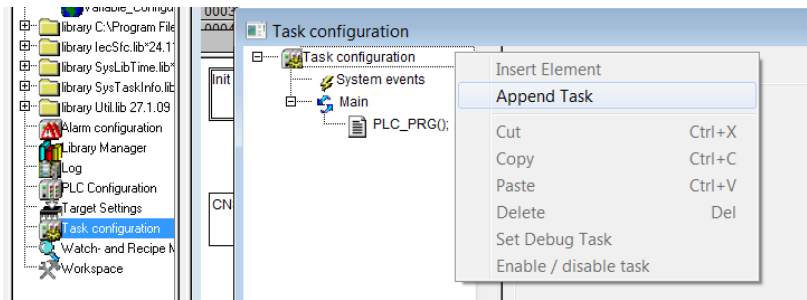 Variable_Configu
library C:\Program File
library IecSfc.lib*24.1
library SysLibTime.lib*
library SysTaskInfo.lib
library Util.lib 27.1.09
Alarm configuration
Library Manager
Log
PLC Configuration
Target Settings
Task configuration
Watch- and Recipe M
Workspace
0003
0004
Init
CN
Task configuration
Task configuration
System events
Main
PLC_PRG();
Insert Element
Append Task
Cut Ctrl+X
Copy Ctrl+C
Paste Ctrl+V
Delete Del
Set Debug Task
Enable / disable task